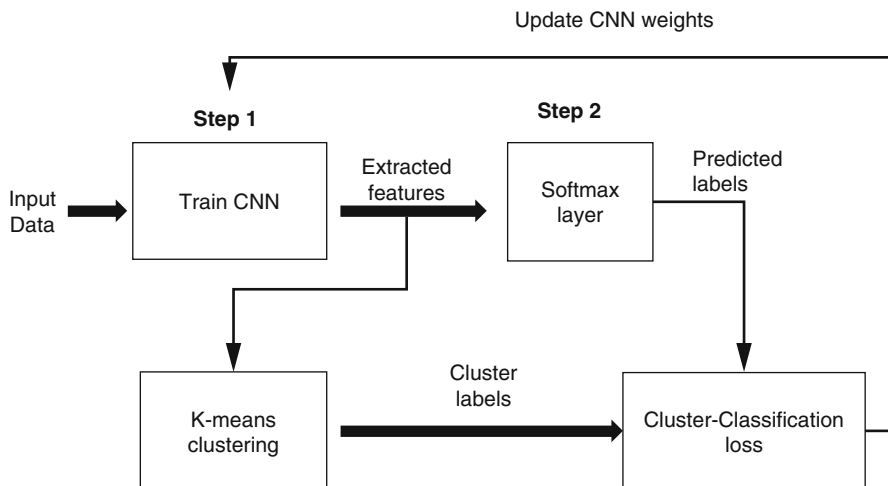 Update CNN weights
Step 1
Step 2
Input
Data
Train CNN
Extracted
features
Softmax
layer
Predicted
labels
K-means
clustering
Cluster
labels
Cluster-Classification
loss